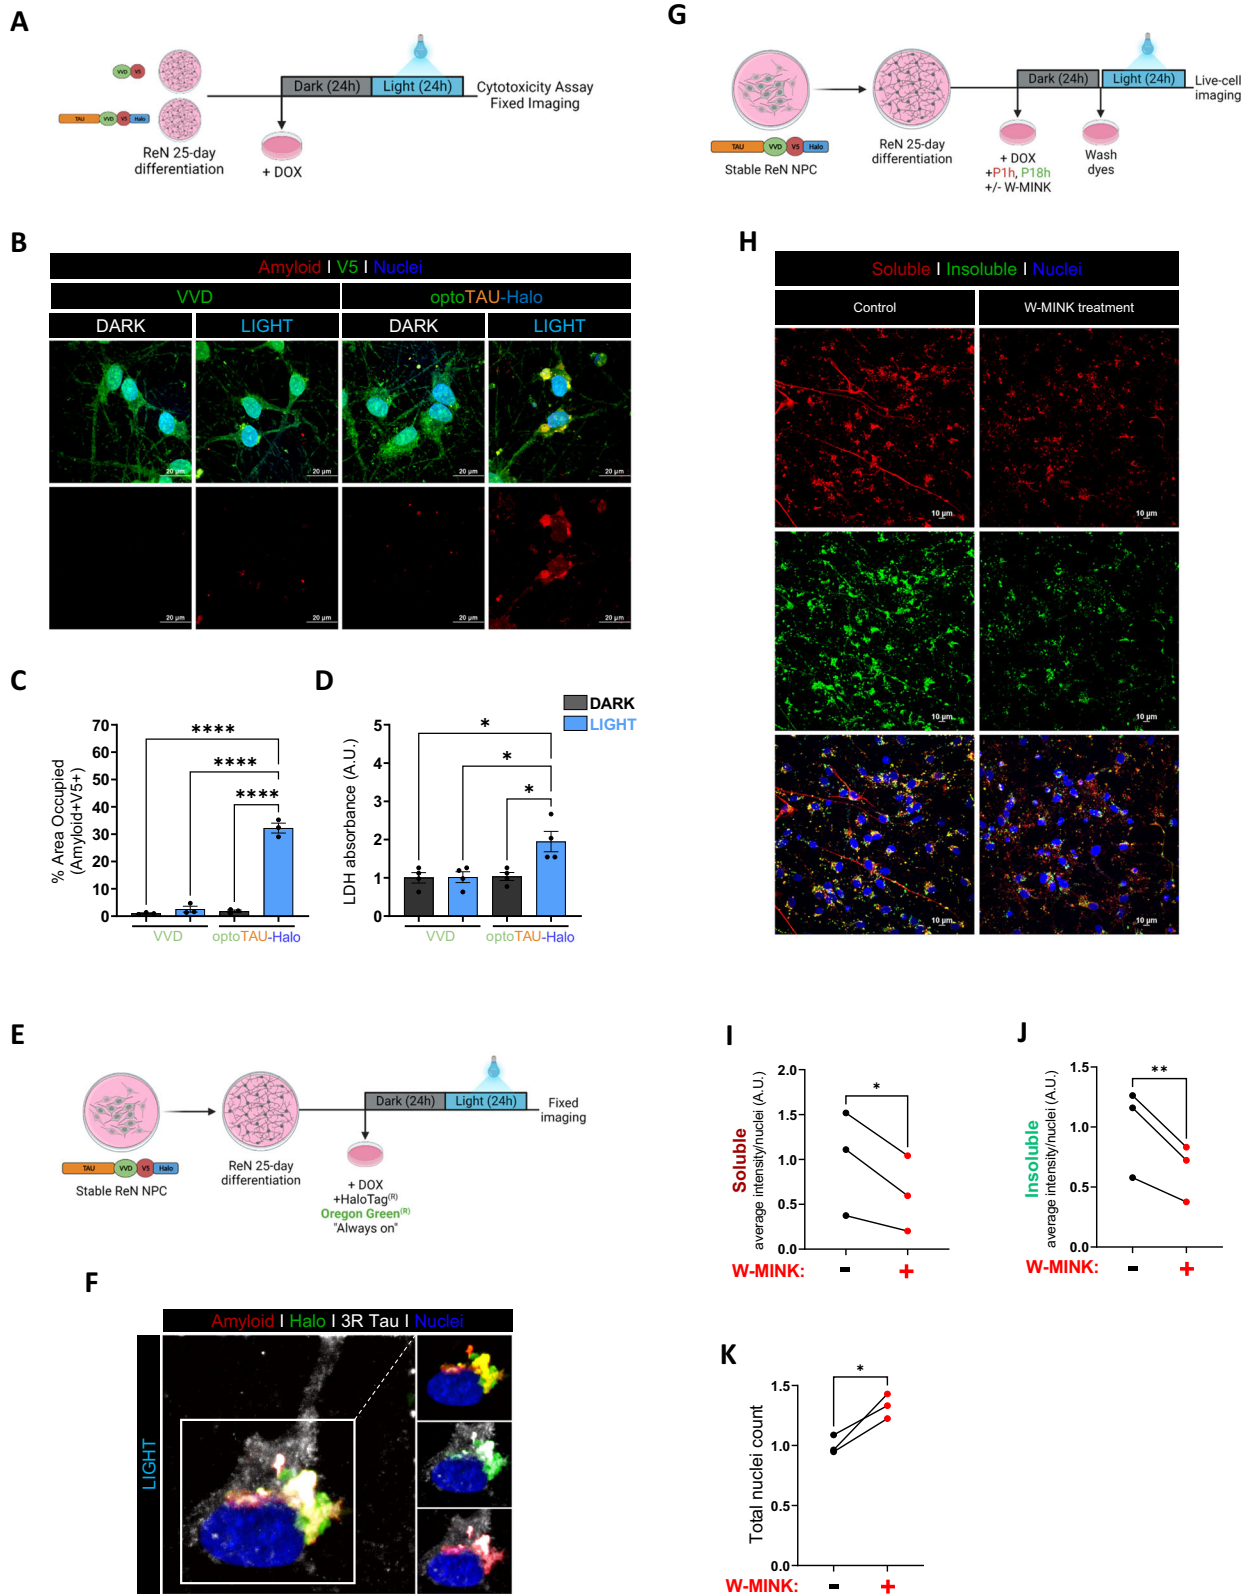 A
VVD V5
TAU VVD V5 Halo
ReN 25-day
differentiation
Dark (24h) Light (24h)
+ DOX
Cytotoxicity Assay
Fixed Imaging
B
Amyloid I V5 I Nuclei
VVD optoTAU-Halo
DARK LIGHT DARK LIGHT
20 µm 20 µm 20 µm 20 µm
20 µm 20 µm 20 µm 20 µm
C
% Area Occupied
(Amyloid+V5+)
70
60
50
40
30
20
10
0
****
****
****
VVD optoTAU-Halo
D
DARK
LIGHT
LDH absorbance (A.U.)
5
4
3
2
1
0
*
*
*
VVD optoTAU-Halo
E
TAU VVD V5 Halo
Stable ReN NPC
ReN 25-day
differentiation
Dark (24h) Light (24h)
+ DOX
+HaloTag(R)
Oregon Green(R)
"Always on"
Fixed
imaging
F
Amyloid I Halo I 3R Tau I Nuclei
LIGHT
G
TAU VVD V5 Halo
Stable ReN NPC
ReN 25-day
differentiation
Dark (24h) Light (24h)
+ DOX
+P1h, P18h
+/- W-MINK
Wash
dyes
Live-cell
imaging
H
Soluble I Insoluble I Nuclei
Control W-MINK treatment
10 µm 10 µm
10 µm 10 µm
10 µm 10 µm
I
Soluble
average intensity/nuclei (A.U.)
2.0
1.5
1.0
0.5
0.0
*
W-MINK: - +
J
Insoluble
average intensity/nuclei (A.U.)
1.5
1.0
0.5
0.0
**
W-MINK: - +
K
Total nuclei count
1.5
1.0
0.5
0.0
*
W-MINK: - +